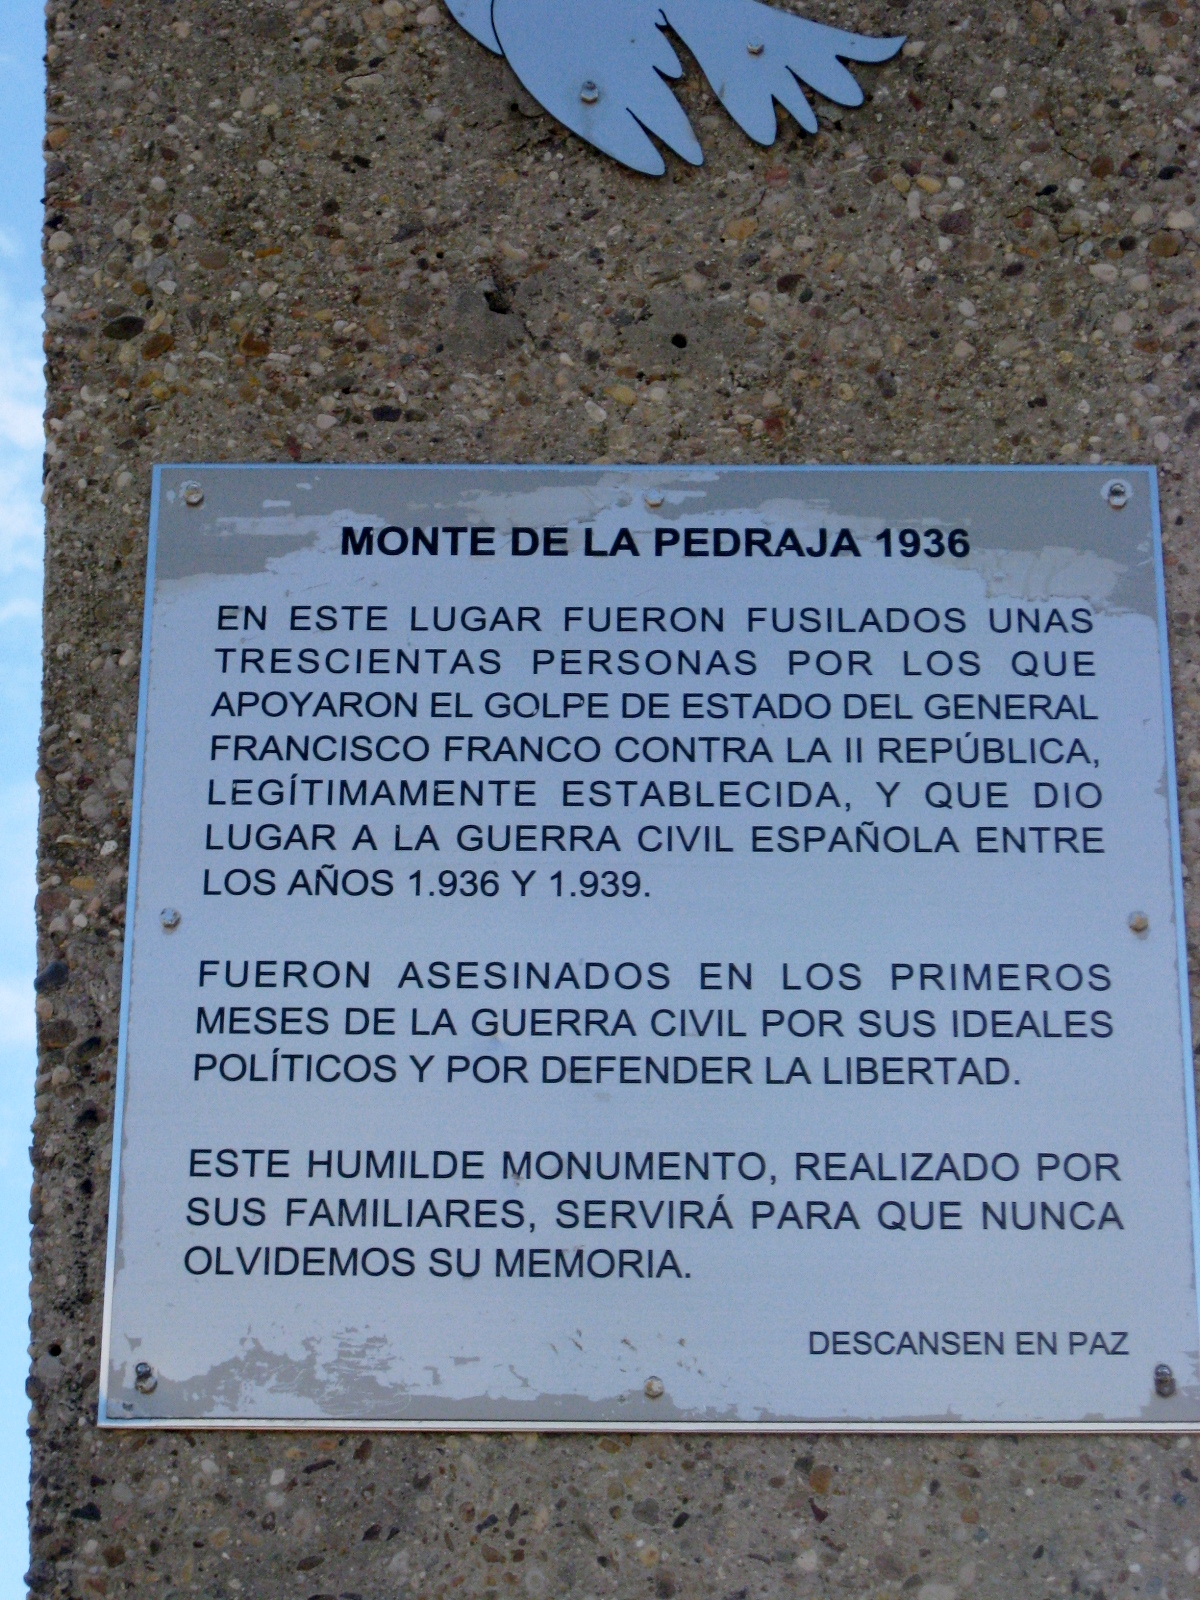 MONTE DE LA PEDRAJA 1936
EN ESTE LUGAR FUERON FUSILADOS UNAS
TRESCIENTAS PERSONAS POR LOS QUE
APOYARON EL GOLPE DE ESTADO DEL GENERAL
FRANCISCO FRANCO CONTRA LA II REPÚBLICA,
LEGÍTIMAMENTE ESTABLECIDA, Y QUE DIO
LUGAR A LA GUERRA CIVIL ESPAÑOLA ENTRE
LOS AÑOS 1.936 Y 1.939.
FUERON ASESINADOS EN LOS PRIMEROS
MESES DE LA GUERRA CIVIL POR SUS IDEALES
POLÍTICOS Y POR DEFENDER LA LIBERTAD.
ESTE HUMILDE MONUMENTO, REALIZADO POR
SUS FAMILIARES, SERVIRÁ PARA QUE NUNCA
OLVIDEMOS SU MEMORIA.
DESCANSEN EN PAZ